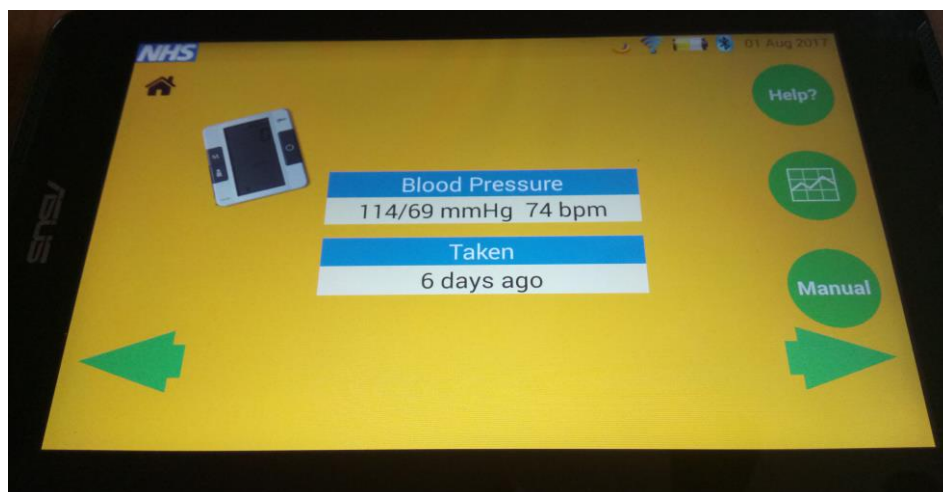 NHS
01 Aug 2017
Help?
Blood Pressure
114/69 mmHg 74 bpm
Taken
6 days ago
Manual
ASUS